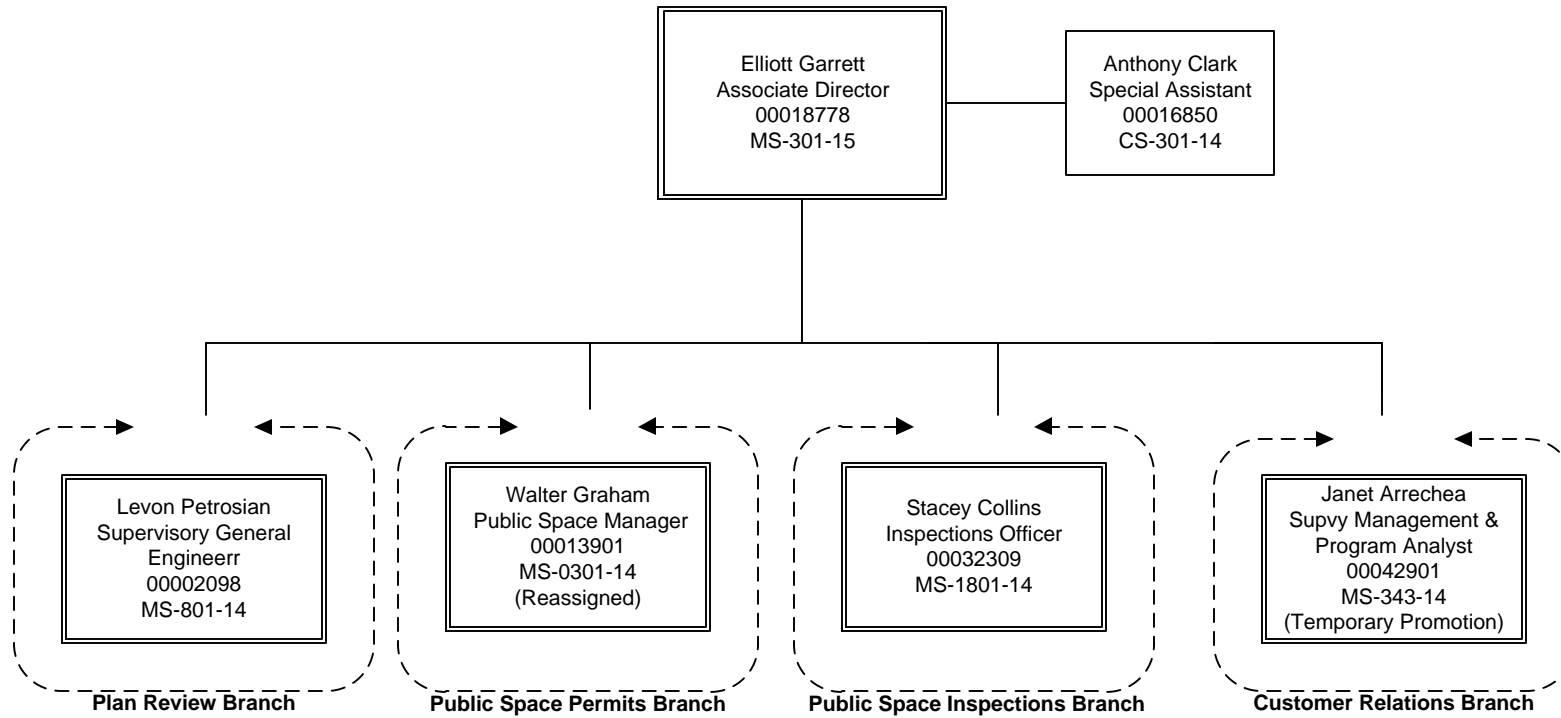 Elliott Garrett
Associate Director
00018778
MS-301-15
Anthony Clark
Special Assistant
00016850
CS-301-14
Levon Petrosian
Supervisory General
Engineerr
00002098
MS-801-14
Plan Review Branch
Walter Graham
Public Space Manager
00013901
MS-0301-14
(Reassigned)
Public Space Permits Branch
Stacey Collins
Inspections Officer
00032309
MS-1801-14
Public Space Inspections Branch
Janet Arrechea
Supvy Management &
Program Analyst
00042901
MS-343-14
(Temporary Promotion)
Customer Relations Branch